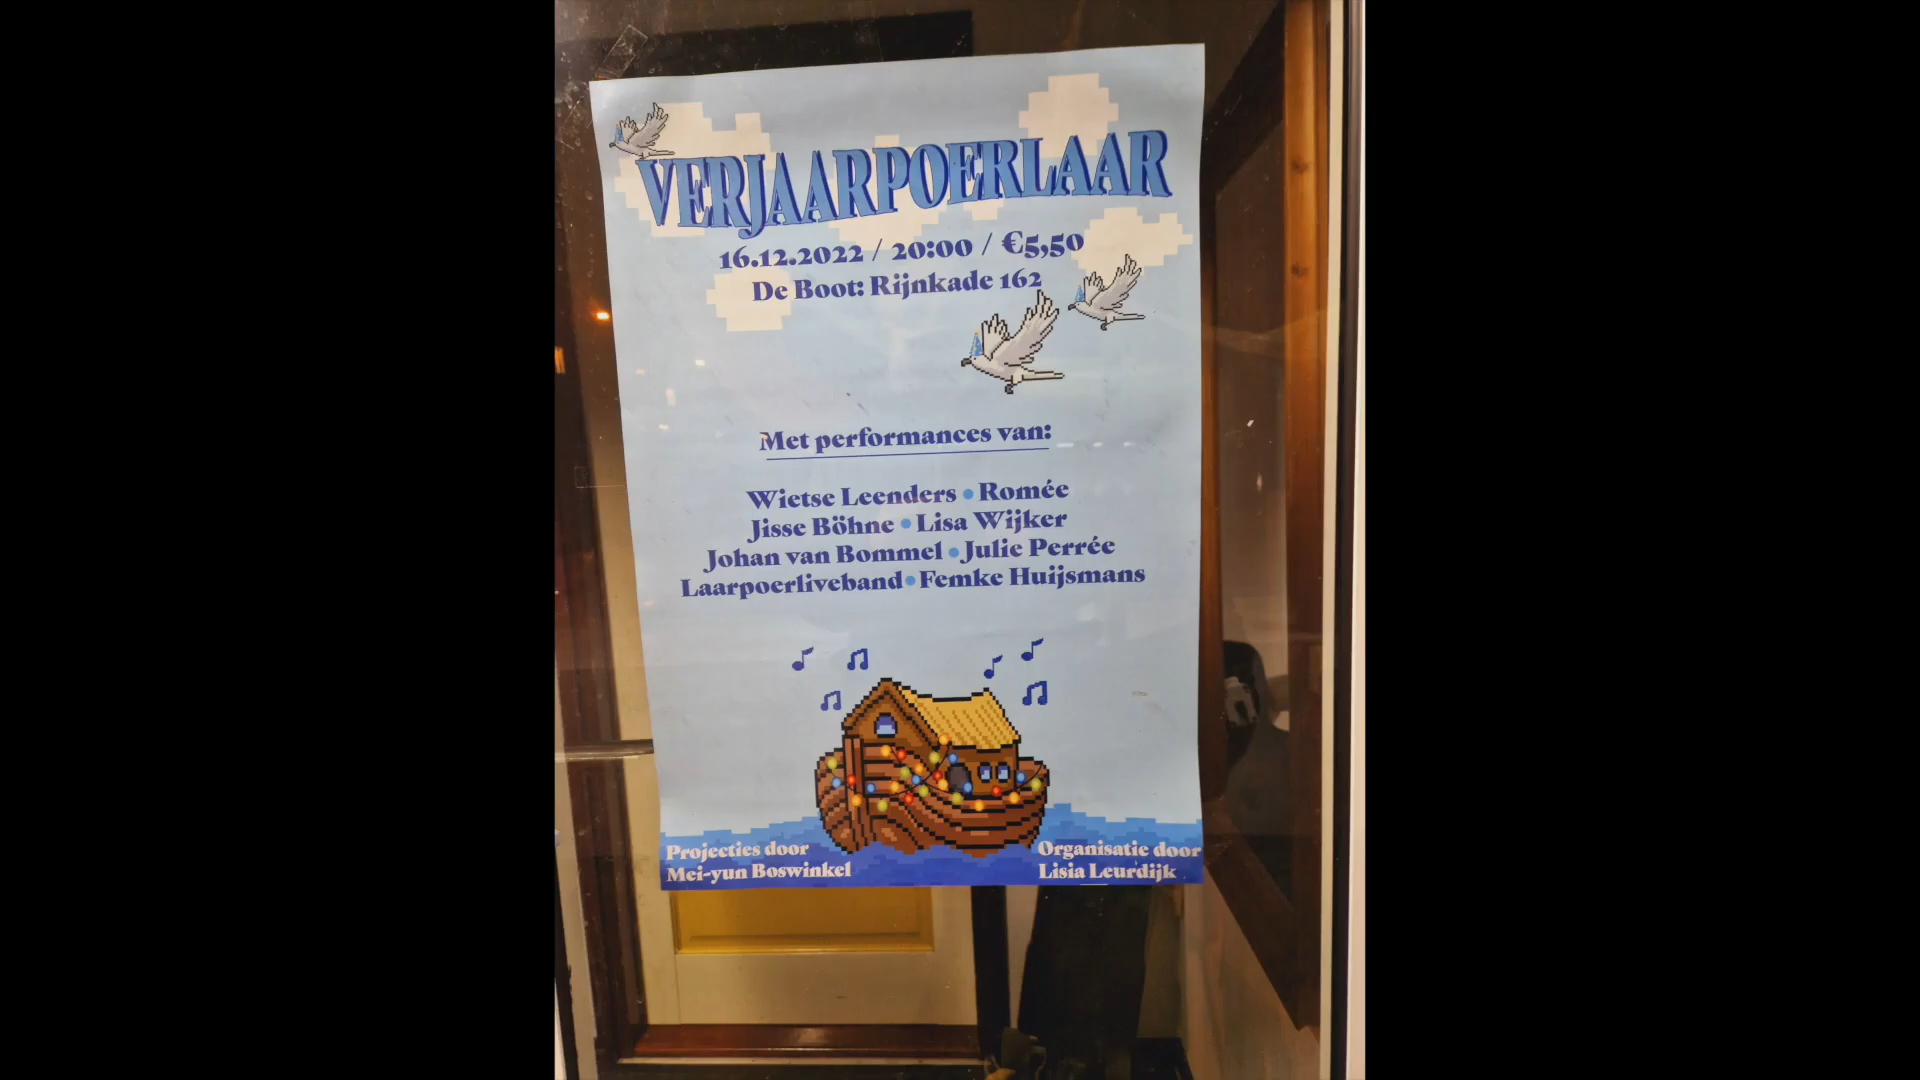 VERJAARPOERLAAR
16.12.2022 / 20:00 / €5,50
De Boot: Rijnkade 162
Met performances van:
Wietse Leenders • Romée
Jisse Böhne • Lisa Wijker
Johan van Bommel • Julie Perrée
Laarpoerliveband • Femke Huijsmans
Projecties door
Mei-yun Boswinkel
Organisatie door
Lisia Leurdijk